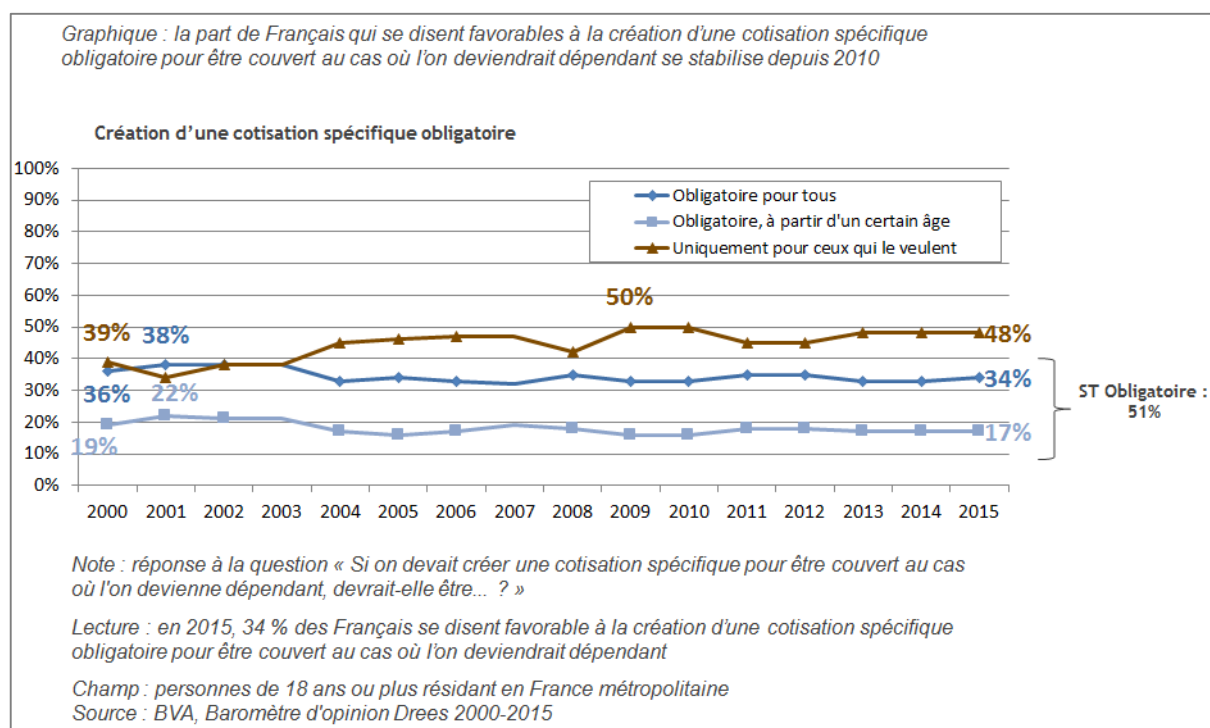 Graphique : la part de Français qui se disent favorables à la création d'une cotisation spécifique
obligatoire pour être couvert au cas où l'on deviendrait dépendant se stabilise depuis 2010
Création d'une cotisation spécifique obligatoire
100%
90%
80%
70%
60%
50%
40%
30%
20%
10%
0%
Obligatoire pour tous
Obligatoire, à partir d'un certain âge
Uniquement pour ceux qui le veulent
39%
38%
50%
48%
36%
22%
34%
19%
17%
ST Obligatoire :
51%
2000 2001 2002 2003 2004 2005 2006 2007 2008 2009 2010 2011 2012 2013 2014 2015
Note : réponse à la question « Si on devait créer une cotisation spécifique pour être couvert au cas
où l'on devienne dépendant, devrait-elle être... ? »
Lecture : en 2015, 34 % des Français se disent favorable à la création d'une cotisation spécifique
obligatoire pour être couvert au cas où l'on deviendrait dépendant
Champ : personnes de 18 ans ou plus résidant en France métropolitaine
Source : BVA, Baromètre d'opinion Drees 2000-2015